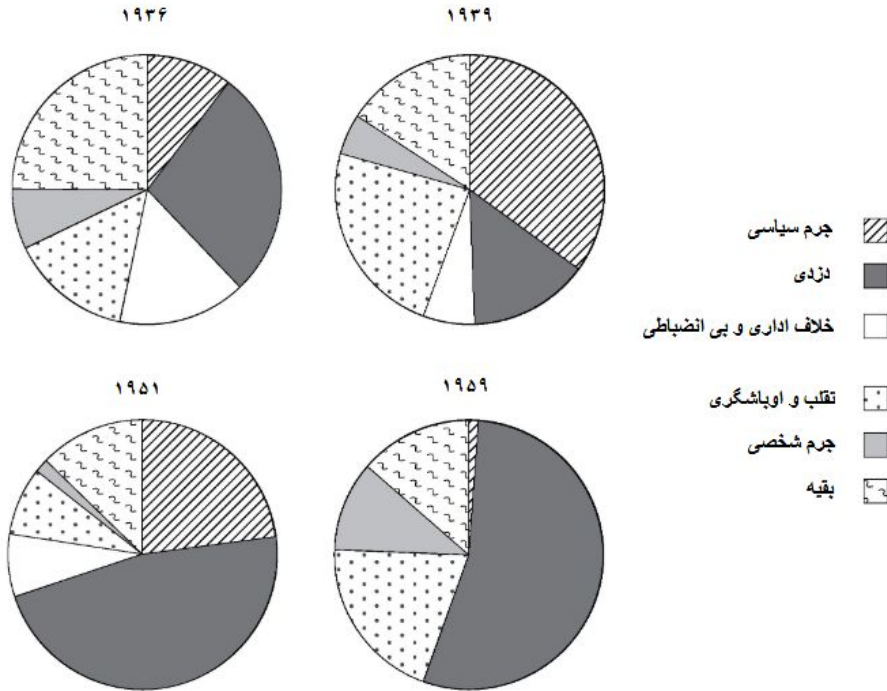 ۱۹۳۶
۱۹۳۹
جرم سیاسی
دزدی
خلاف اداری و بی انضباطی
تقلب و اوباشگری
جرم شخصی
بقیه
۱۹۵۱
۱۹۵۹